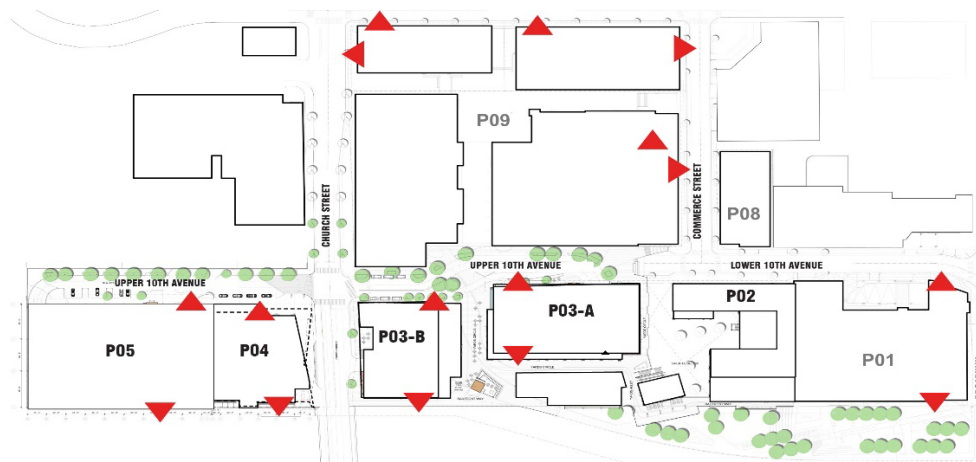 P09
CHURCH STREET
COMMERCE STREET
P08
UPPER 10TH AVENUE
LOWER 10TH AVENUE
UPPER 10TH AVENUE
P02
P03-A
P03-B
P05
P04
P01